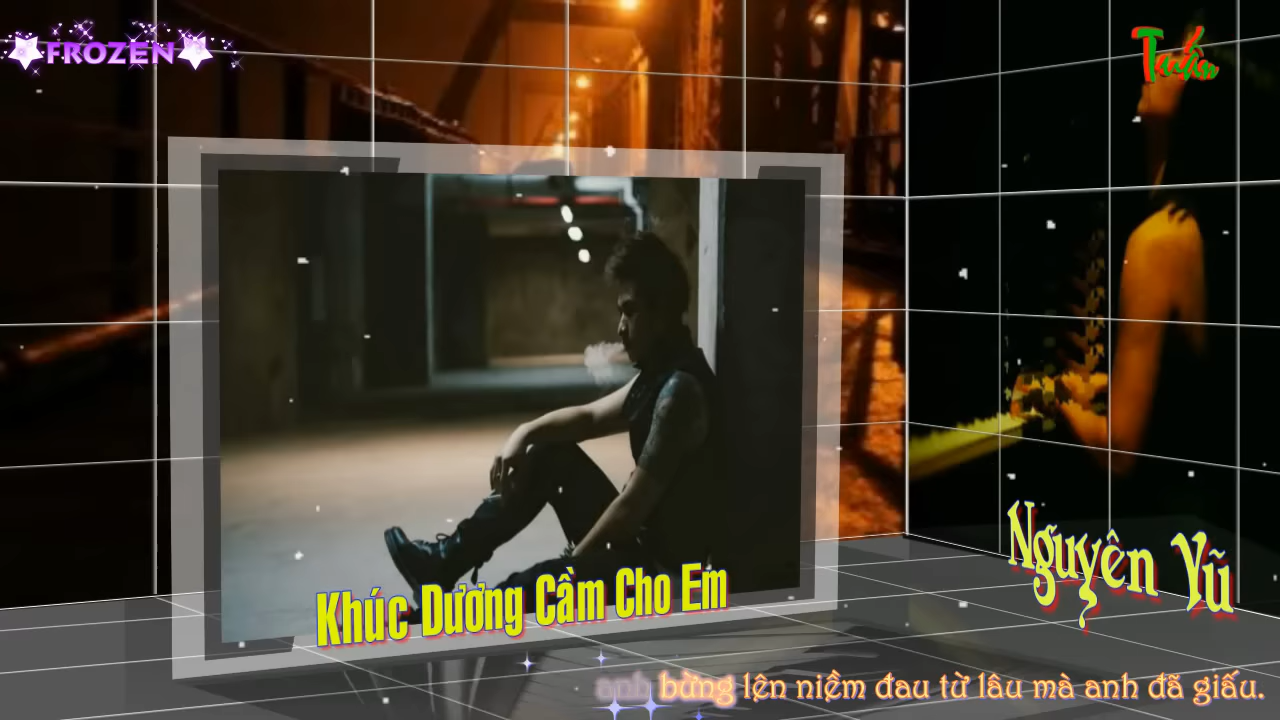 FROZEN
Tuấn
Khúc Dương Cầm Cho Em
Nguyên Vũ
anh bừng lên niềm đau từ lâu mà anh đã giấu.